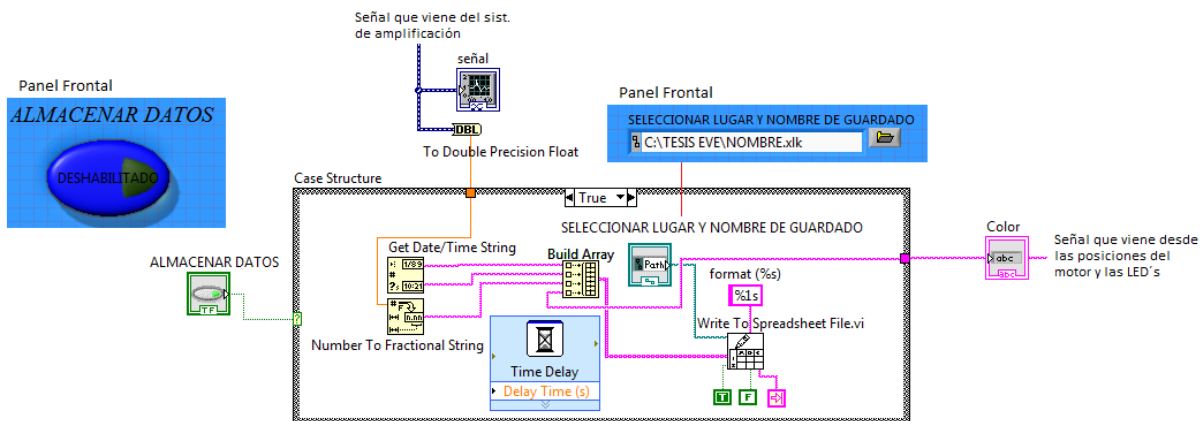 Señal que viene del sist.
de amplificación
señal
Panel Frontal
ALMACENAR DATOS
DESHABILITADO
DBL
To Double Precision Float
Panel Frontal
SELECCIONAR LUGAR Y NOMBRE DE GUARDADO
C:\TESIS EVE\NOMBRE.xlk
Case Structure
True
SELECCIONAR LUGAR Y NOMBRE DE GUARDADO
Get Date/Time String
Build Array
Path
format (%s)
%1s
Color
abc
abc
Señal que viene desde
las posiciones del
motor y las LED´s
ALMACENAR DATOS
TF
?
Number To Fractional String
Time Delay
Delay Time (s)
Write To Spreadsheet File.vi
T
F